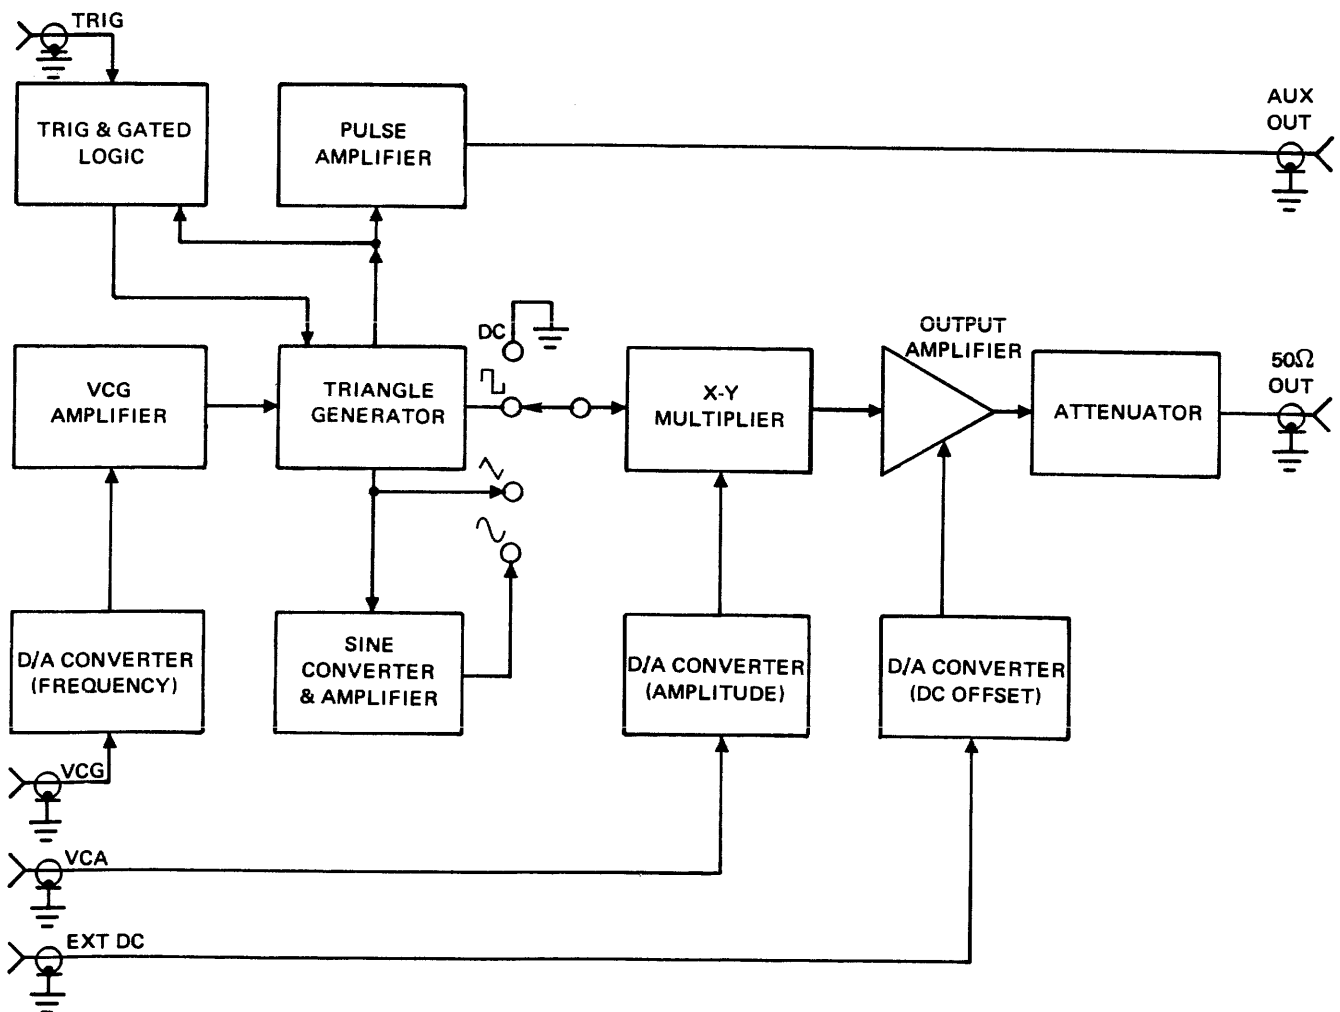 TRIG
TRIG & GATED
LOGIC
PULSE
AMPLIFIER
AUX
OUT
DC
OUTPUT
AMPLIFIER
VCG
AMPLIFIER
TRIANGLE
GENERATOR
X-Y
MULTIPLIER
ATTENUATOR
50Ω
OUT
D/A CONVERTER
(FREQUENCY)
SINE
CONVERTER
& AMPLIFIER
D/A CONVERTER
(AMPLITUDE)
D/A CONVERTER
(DC OFFSET)
VCG
VCA
EXT DC